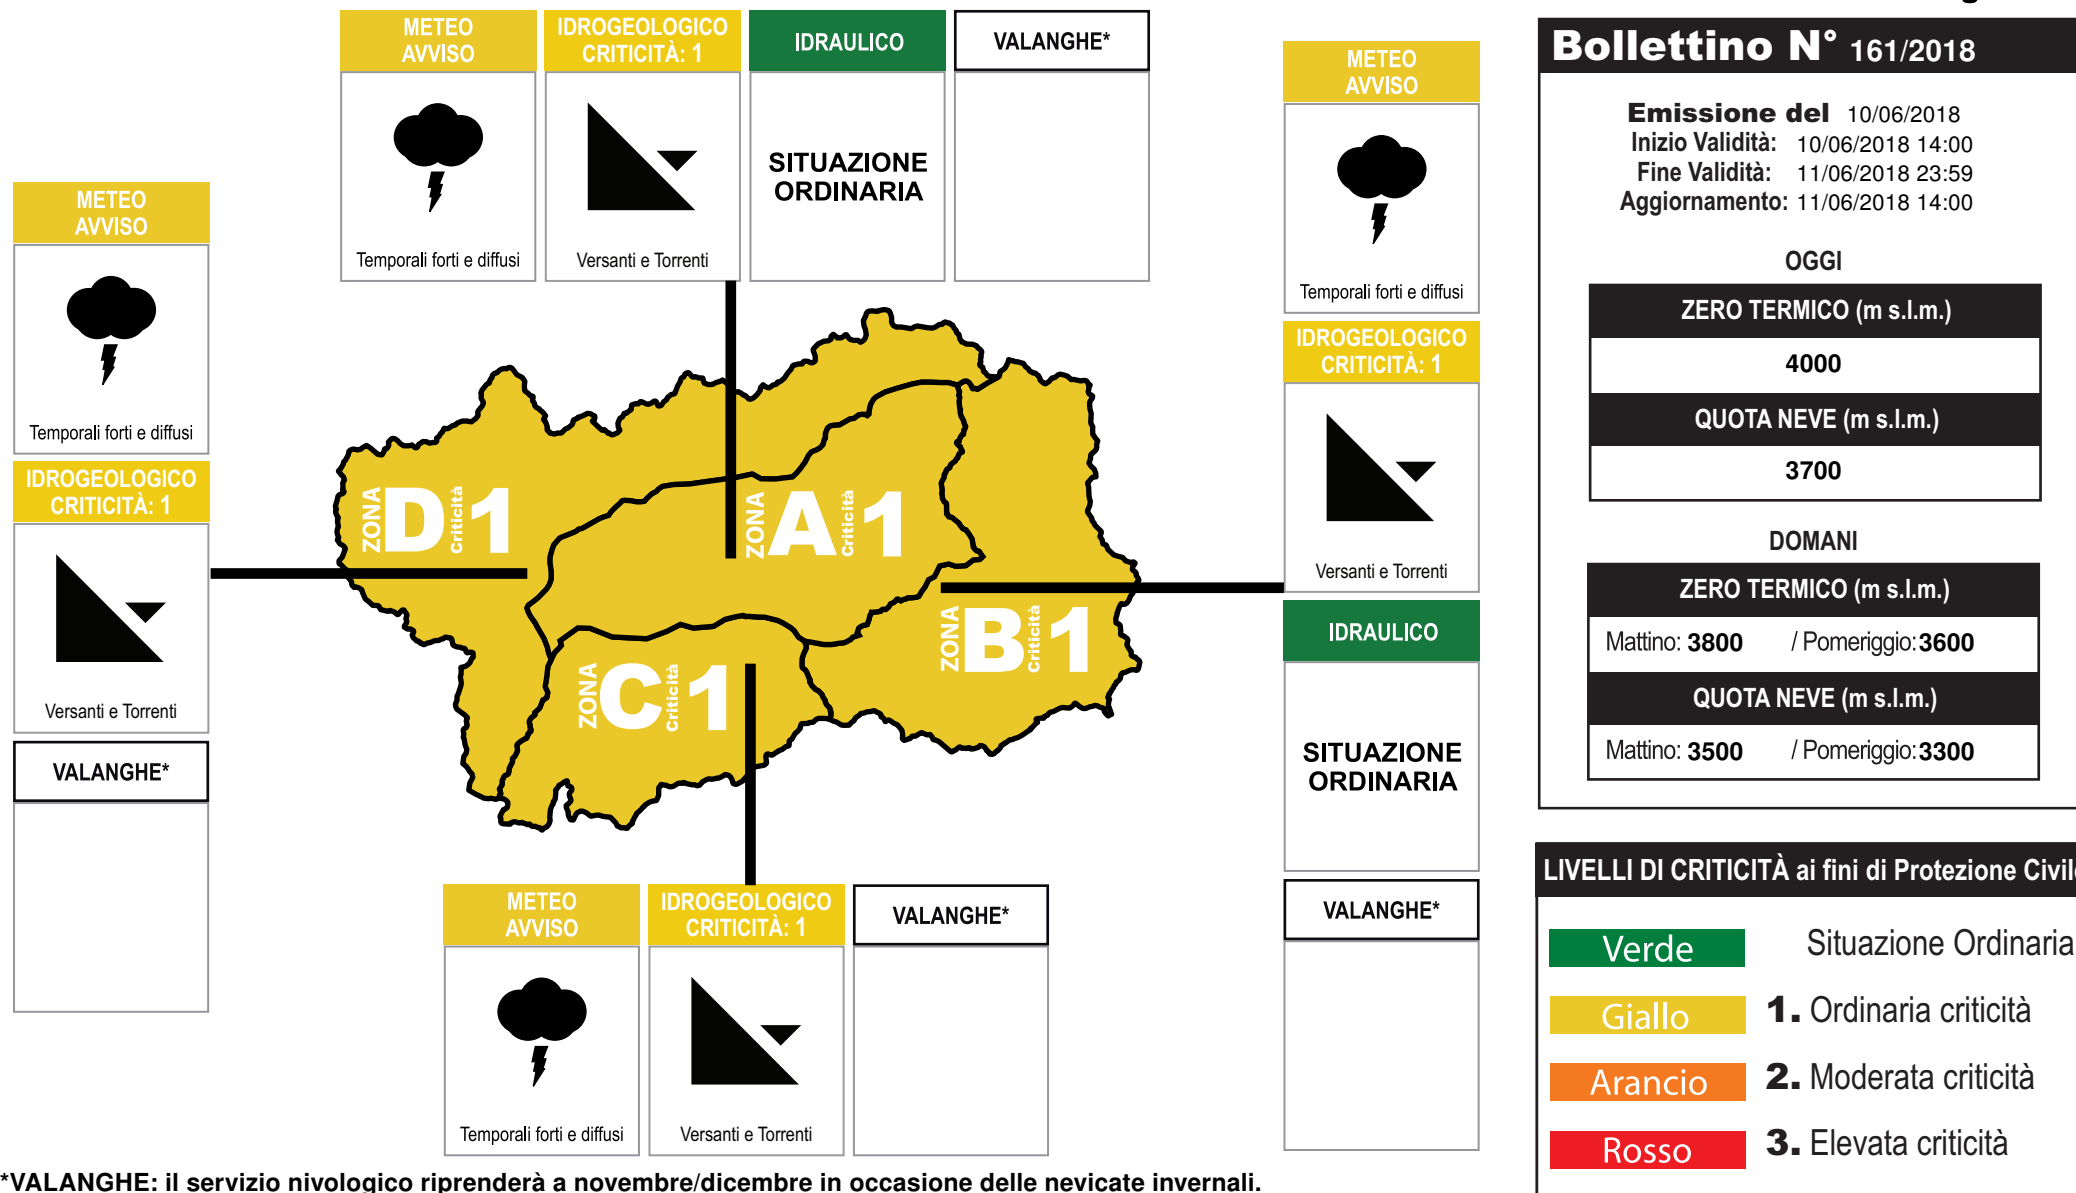 METEO
AVVISO
Temporali forti e diffusi
IDROGEOLOGICO
CRITICITÀ: 1
Versanti e Torrenti
IDRAULICO
SITUAZIONE
ORDINARIA
VALANGHE*
METEO
AVVISO
Temporali forti e diffusi
IDROGEOLOGICO
CRITICITÀ: 1
Versanti e Torrenti
VALANGHE*
METEO
AVVISO
Temporali forti e diffusi
IDROGEOLOGICO
CRITICITÀ: 1
Versanti e Torrenti
IDRAULICO
SITUAZIONE
ORDINARIA
VALANGHE*
ZONA D Criticità 1
ZONA A Criticità 1
ZONA B Criticità 1
ZONA C Criticità 1
METEO
AVVISO
Temporali forti e diffusi
IDROGEOLOGICO
CRITICITÀ: 1
Versanti e Torrenti
VALANGHE*
*VALANGHE: il servizio nivologico riprenderà a novembre/dicembre in occasione delle nevicate invernali.
Bollettino N° 161/2018
Emissione del 10/06/2018
Inizio Validità: 10/06/2018 14:00
Fine Validità: 11/06/2018 23:59
Aggiornamento: 11/06/2018 14:00
OGGI
ZERO TERMICO (m s.l.m.)
4000
QUOTA NEVE (m s.l.m.)
3700
DOMANI
ZERO TERMICO (m s.l.m.)
Mattino: 3800 / Pomeriggio: 3600
QUOTA NEVE (m s.l.m.)
Mattino: 3500 / Pomeriggio: 3300
LIVELLI DI CRITICITÀ ai fini di Protezione Civile
Verde Situazione Ordinaria
Giallo 1. Ordinaria criticità
Arancio 2. Moderata criticità
Rosso 3. Elevata criticità